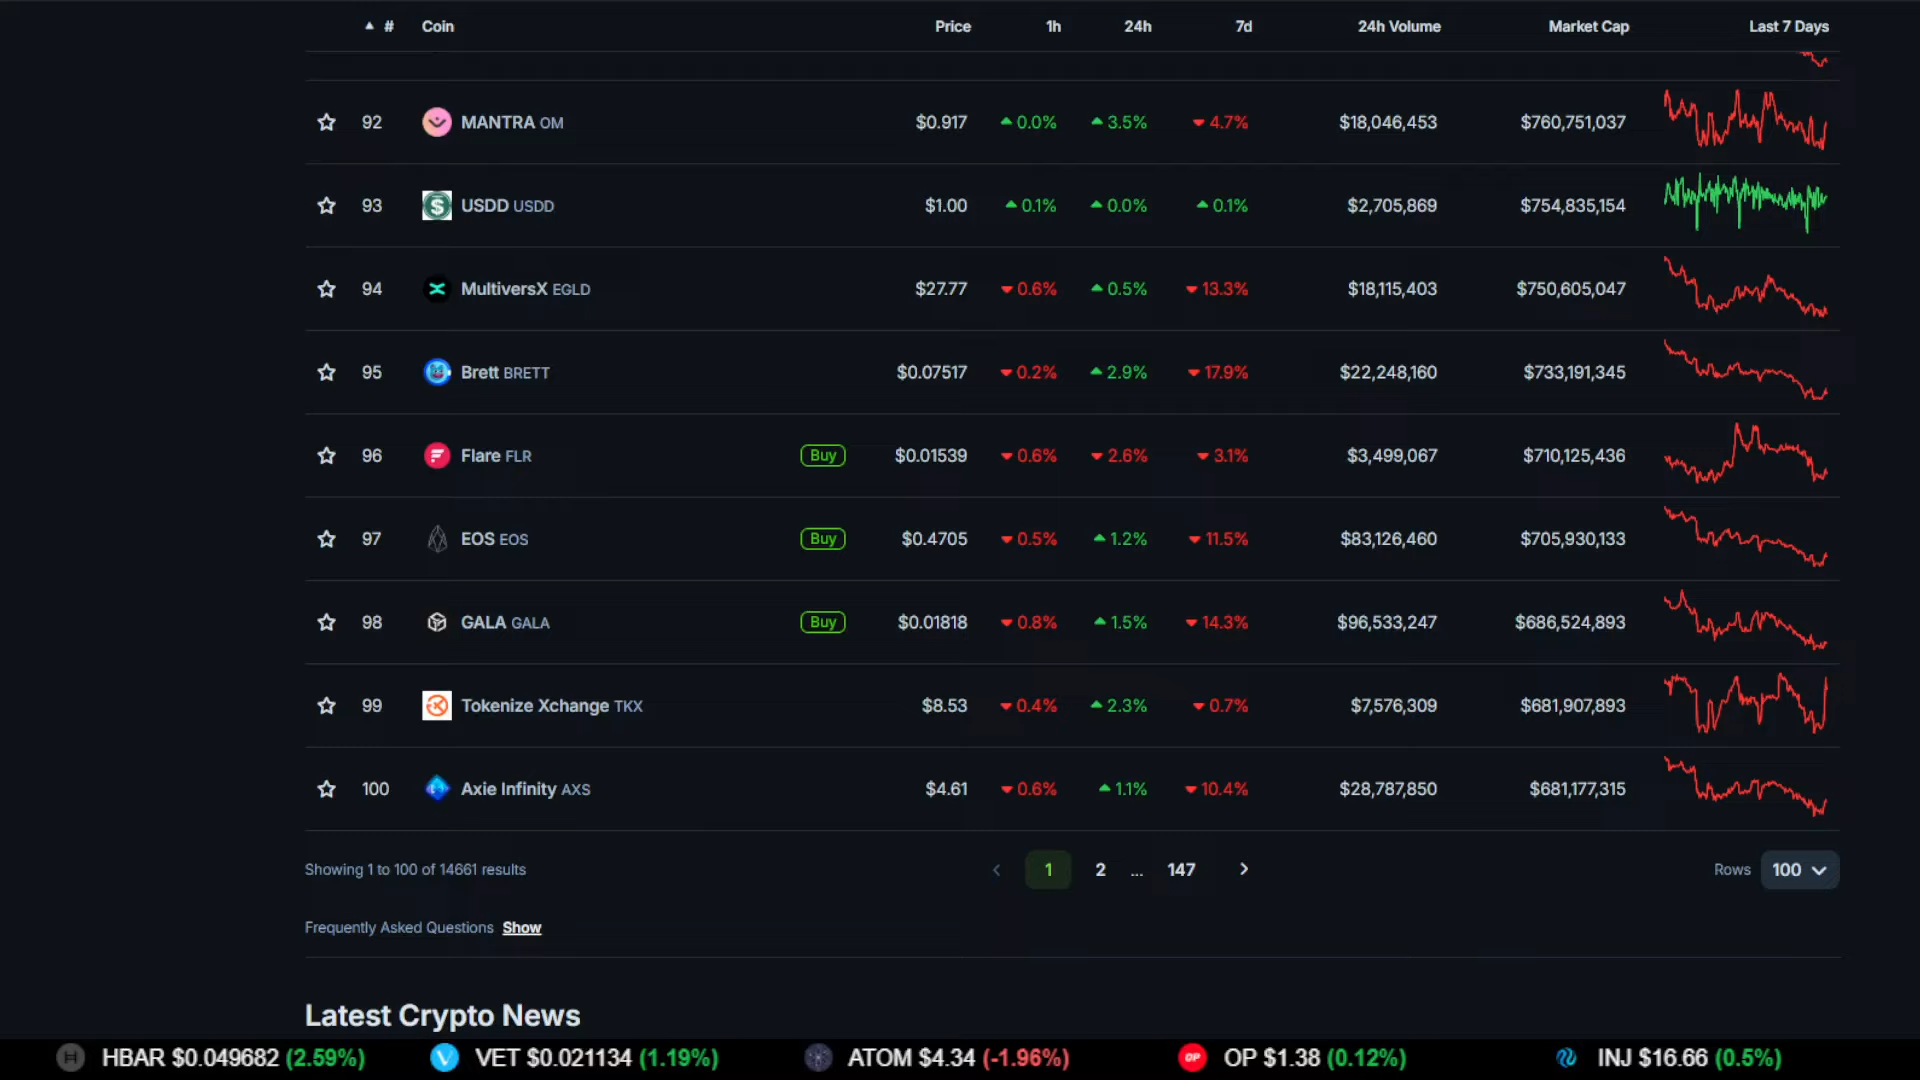 # Coin Price 1h 24h 7d 24h Volume Market Cap Last 7 Days
92 MANTRA OM $0.917 0.0% 3.5% 4.7% $18,046,453 $760,751,037
93 USDD USDD $1.00 0.1% 0.0% 0.1% $2,705,869 $754,835,154
94 MultiversX EGLD $27.77 0.6% 0.5% 13.3% $18,115,403 $750,605,047
95 Brett BRETT $0.07517 0.2% 2.9% 17.9% $22,248,160 $733,191,345
96 Flare FLR Buy $0.01539 0.6% 2.6% 3.1% $3,499,067 $710,125,436
97 EOS EOS Buy $0.4705 0.5% 1.2% 11.5% $83,126,460 $705,930,133
98 GALA GALA Buy $0.01818 0.8% 1.5% 14.3% $96,533,247 $686,524,893
99 Tokenize Xchange TKX $8.53 0.4% 2.3% 0.7% $7,576,309 $681,907,893
100 Axie Infinity AXS $4.61 0.6% 1.1% 10.4% $28,787,850 $681,177,315
Showing 1 to 100 of 14661 results 1 2 ... 147 Rows 100
Frequently Asked Questions Show
Latest Crypto News
HBAR $0.049682 (2.59%) VET $0.021134 (1.19%) ATOM $4.34 (-1.96%) OP OP $1.38 (0.12%) INJ $16.66 (0.5%)